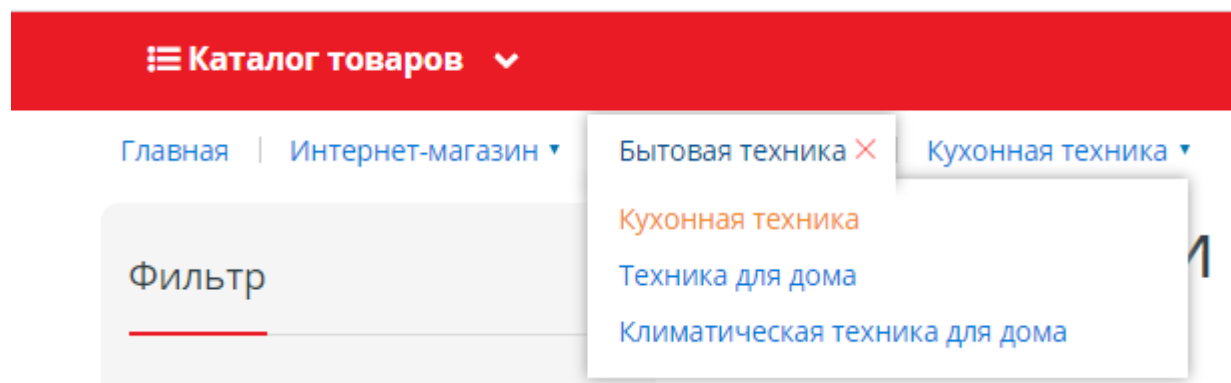 Каталог товаров
Главная Интернет-магазин Бытовая техника Кухонная техника
Кухонная техника
Фильтр
Техника для дома
Климатическая техника для дома